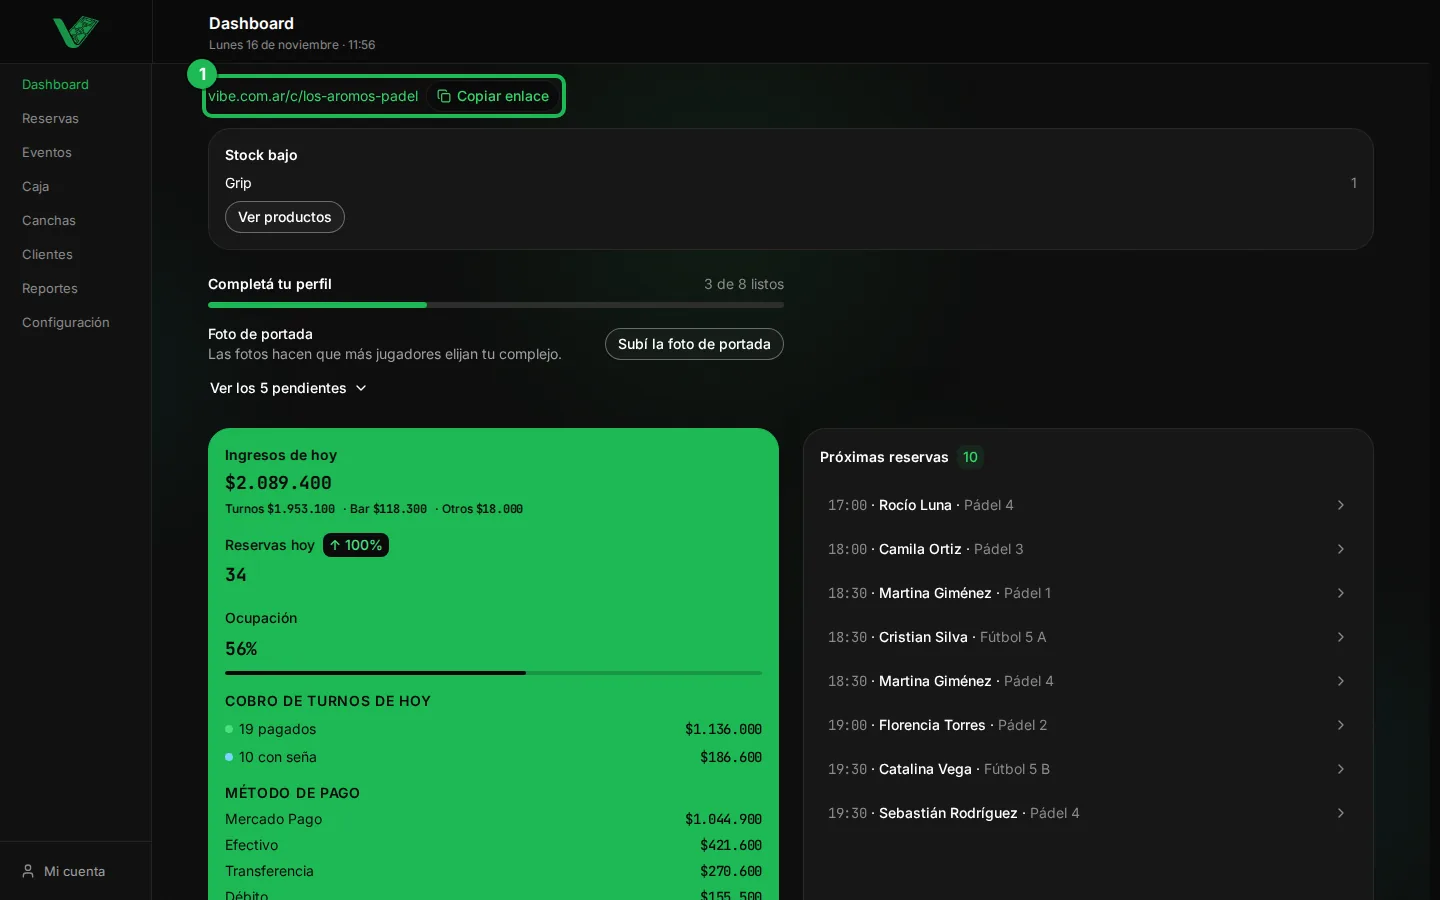 Dashboard
Lunes 16 de noviembre · 11:56
Dashboard
Reservas
Eventos
Caja
Canchas
Clientes
Reportes
Configuración
Mi cuenta
1
vibe.com.ar/c/los-aromos-padel
Copiar enlace
Stock bajo
Grip 1
Ver productos
Completá tu perfil 3 de 8 listos
Foto de portada
Las fotos hacen que más jugadores elijan tu complejo.
Subí la foto de portada
Ver los 5 pendientes
Ingresos de hoy
$2.089.400
Turnos $1.953.100 · Bar $118.300 · Otros $18.000
Reservas hoy ↑ 100%
34
Ocupación
56%
COBRO DE TURNOS DE HOY
19 pagados $1.136.000
10 con seña $186.600
MÉTODO DE PAGO
Mercado Pago $1.044.900
Efectivo $421.600
Transferencia $270.600
Débito $155.500
Próximas reservas 10
17:00 · Rocío Luna · Pádel 4
18:00 · Camila Ortiz · Pádel 3
18:30 · Martina Giménez · Pádel 1
18:30 · Cristian Silva · Fútbol 5 A
18:30 · Martina Giménez · Pádel 4
19:00 · Florencia Torres · Pádel 2
19:30 · Catalina Vega · Fútbol 5 B
19:30 · Sebastián Rodríguez · Pádel 4